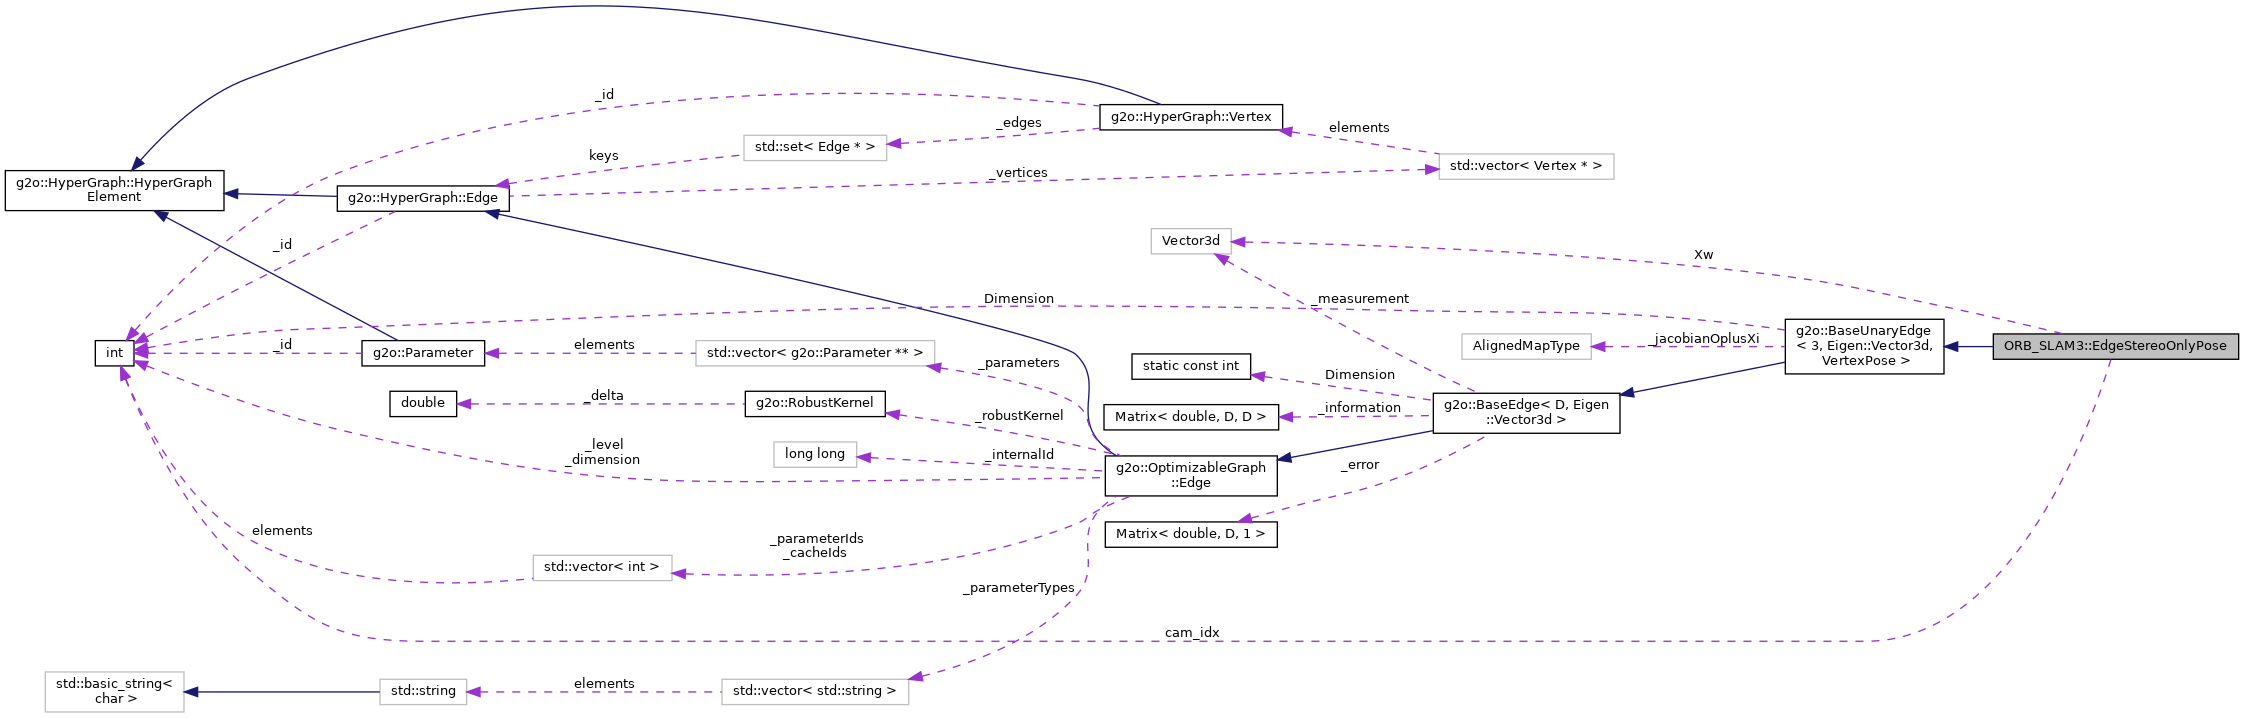 _id
g2o::HyperGraph::Vertex
_edges
elements
std::set< Edge * >
keys
std::vector< Vertex * >
_vertices
g2o::HyperGraph::HyperGraph
Element
g2o::HyperGraph::Edge
_id
Vector3d
Xw
Dimension
_measurement
g2o::BaseUnaryEdge
< 3, Eigen::Vector3d,
VertexPose >
ORB_SLAM3::EdgeStereoOnlyPose
AlignedMapType
_jacobianOplusXi
int
_id
g2o::Parameter
elements
std::vector< g2o::Parameter ** >
_parameters
static const int
Dimension
double
_delta
g2o::RobustKernel
_robustKernel
Matrix< double, D, D >
_information
g2o::BaseEdge< D, Eigen
::Vector3d >
_level
_dimension
long long
_internalId
g2o::OptimizableGraph
::Edge
_error
elements
_parameterIds
_cacheIds
Matrix< double, D, 1 >
std::vector< int >
_parameterTypes
cam_idx
std::basic_string<
char >
std::string
elements
std::vector< std::string >